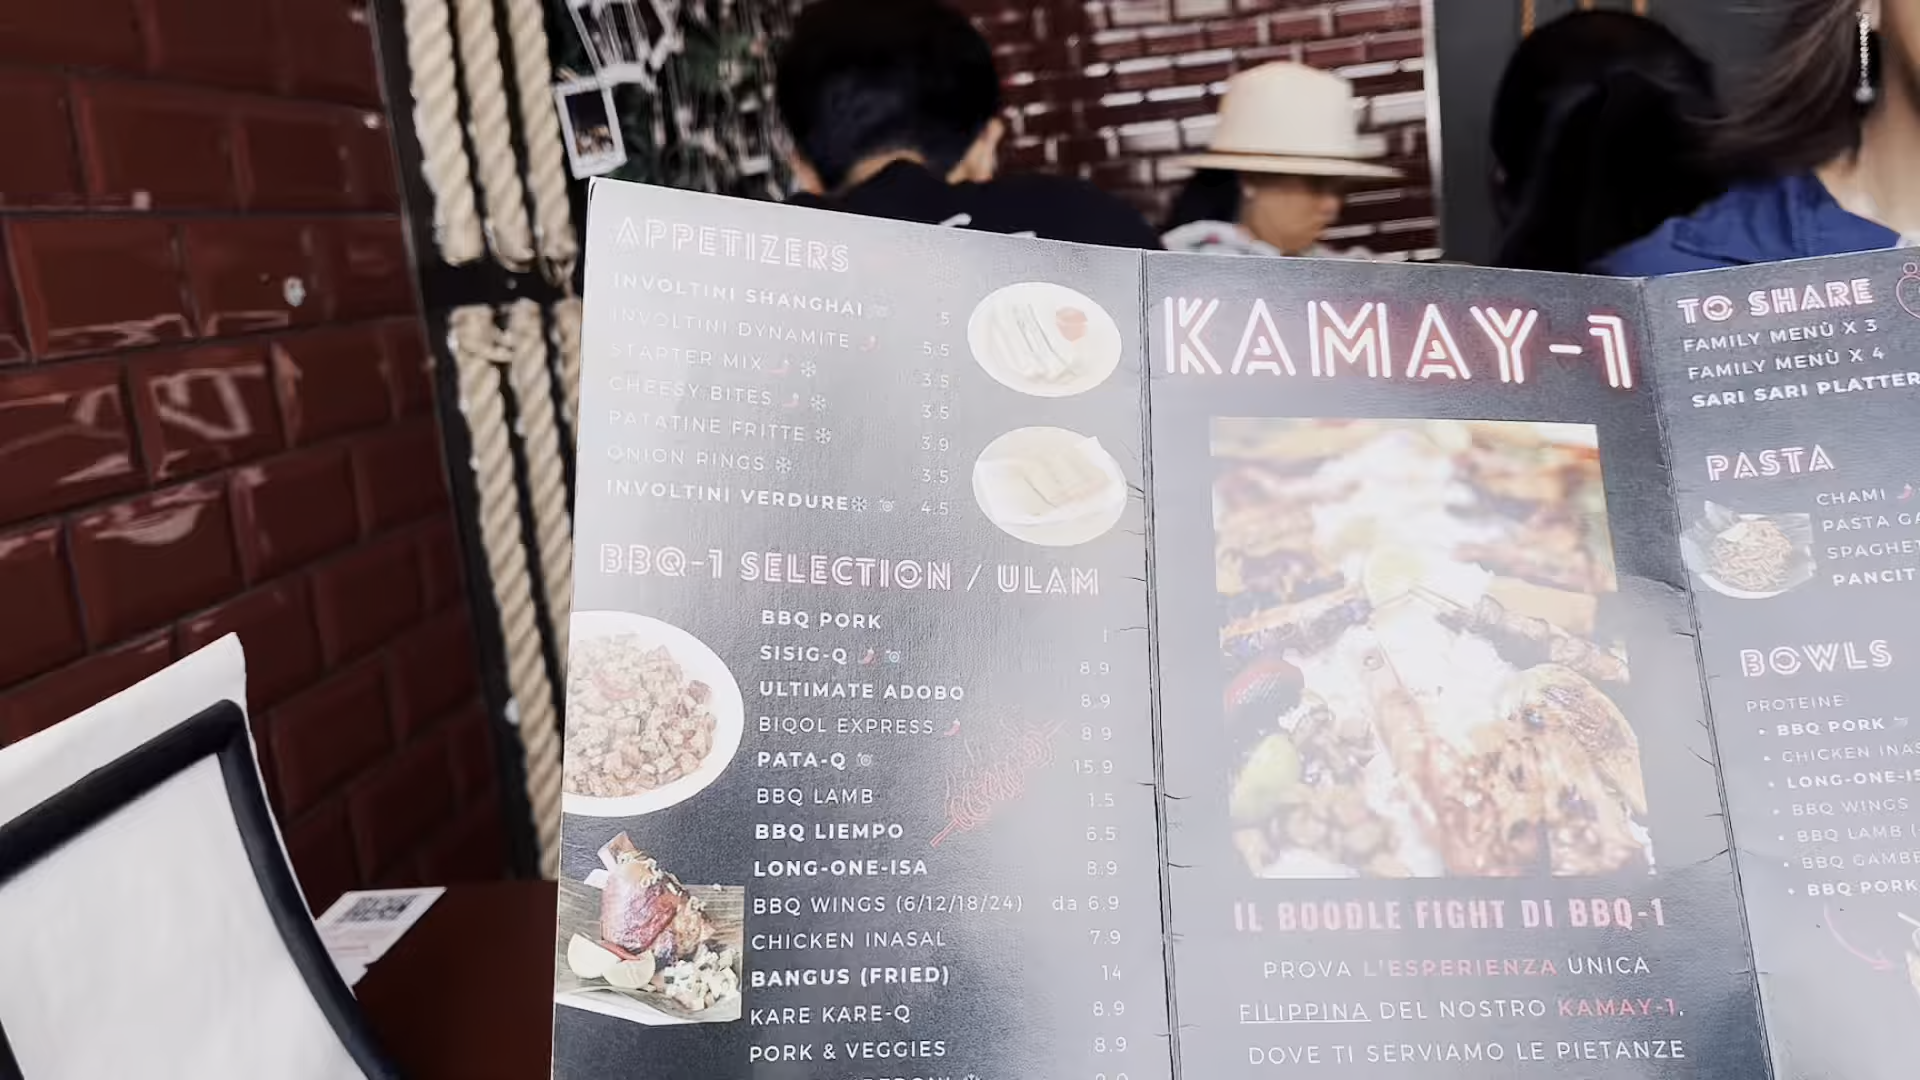 APPETIZERS
INVOLTINI SHANGHAI 5
INVOLTINI DYNAMITE 5.5
STARTER MIX 3.5
CHEESY BITES 3.5
PATATINE FRITTE 3.9
ONION RINGS 3.5
INVOLTINI VERDURE 4.5
BBQ-1 SELECTION / ULAM
BBQ PORK 1
SISIG-Q 8.9
ULTIMATE ADOBO 8.9
BIQOL EXPRESS 8.9
PATA-Q 15.9
BBQ LAMB 1.5
BBQ LIEMPO 6.5
LONG-ONE-ISA 8.9
BBQ WINGS (6/12/18/24) da 6.9
CHICKEN INASAL 7.9
BANGUS (FRIED) 14
KARE KARE-Q 8.9
PORK & VEGGIES 8.9
KAMAY-1
IL BOODLE FIGHT DI BBQ-1
PROVA L'ESPERIENZA UNICA
FILIPPINA DEL NOSTRO KAMAY-1,
DOVE TI SERVIAMO LE PIETANZE
TO SHARE
FAMILY MENÙ X 3
FAMILY MENÙ X 4
SARI SARI PLATTER
PASTA
CHAMI
PASTA
PANCIT
BOWLS
PROTEINE:
• BBQ PORK
• CHICKEN
• LONG-ONE-IS
• BBQ WINGS
• BBQ LAMB
• BBQ
• BBQ PORK